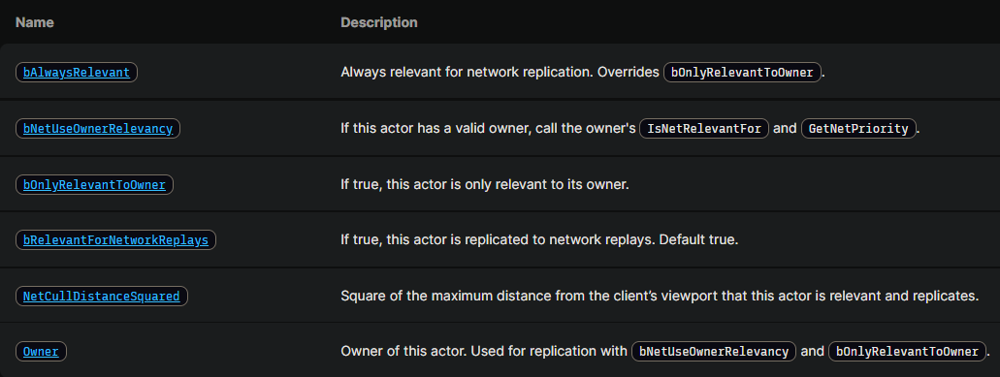 Name Description
bAlwaysRelevant Always relevant for network replication. Overrides bOnlyRelevantToOwner.
bNetUseOwnerRelevancy If this actor has a valid owner, call the owner's IsNetRelevantFor and GetNetPriority.
bOnlyRelevantToOwner If true, this actor is only relevant to its owner.
bRelevantForNetworkReplays If true, this actor is replicated to network replays. Default true.
NetCullDistanceSquared Square of the maximum distance from the client’s viewport that this actor is relevant and replicates.
Owner Owner of this actor. Used for replication with bNetUseOwnerRelevancy and bOnlyRelevantToOwner.